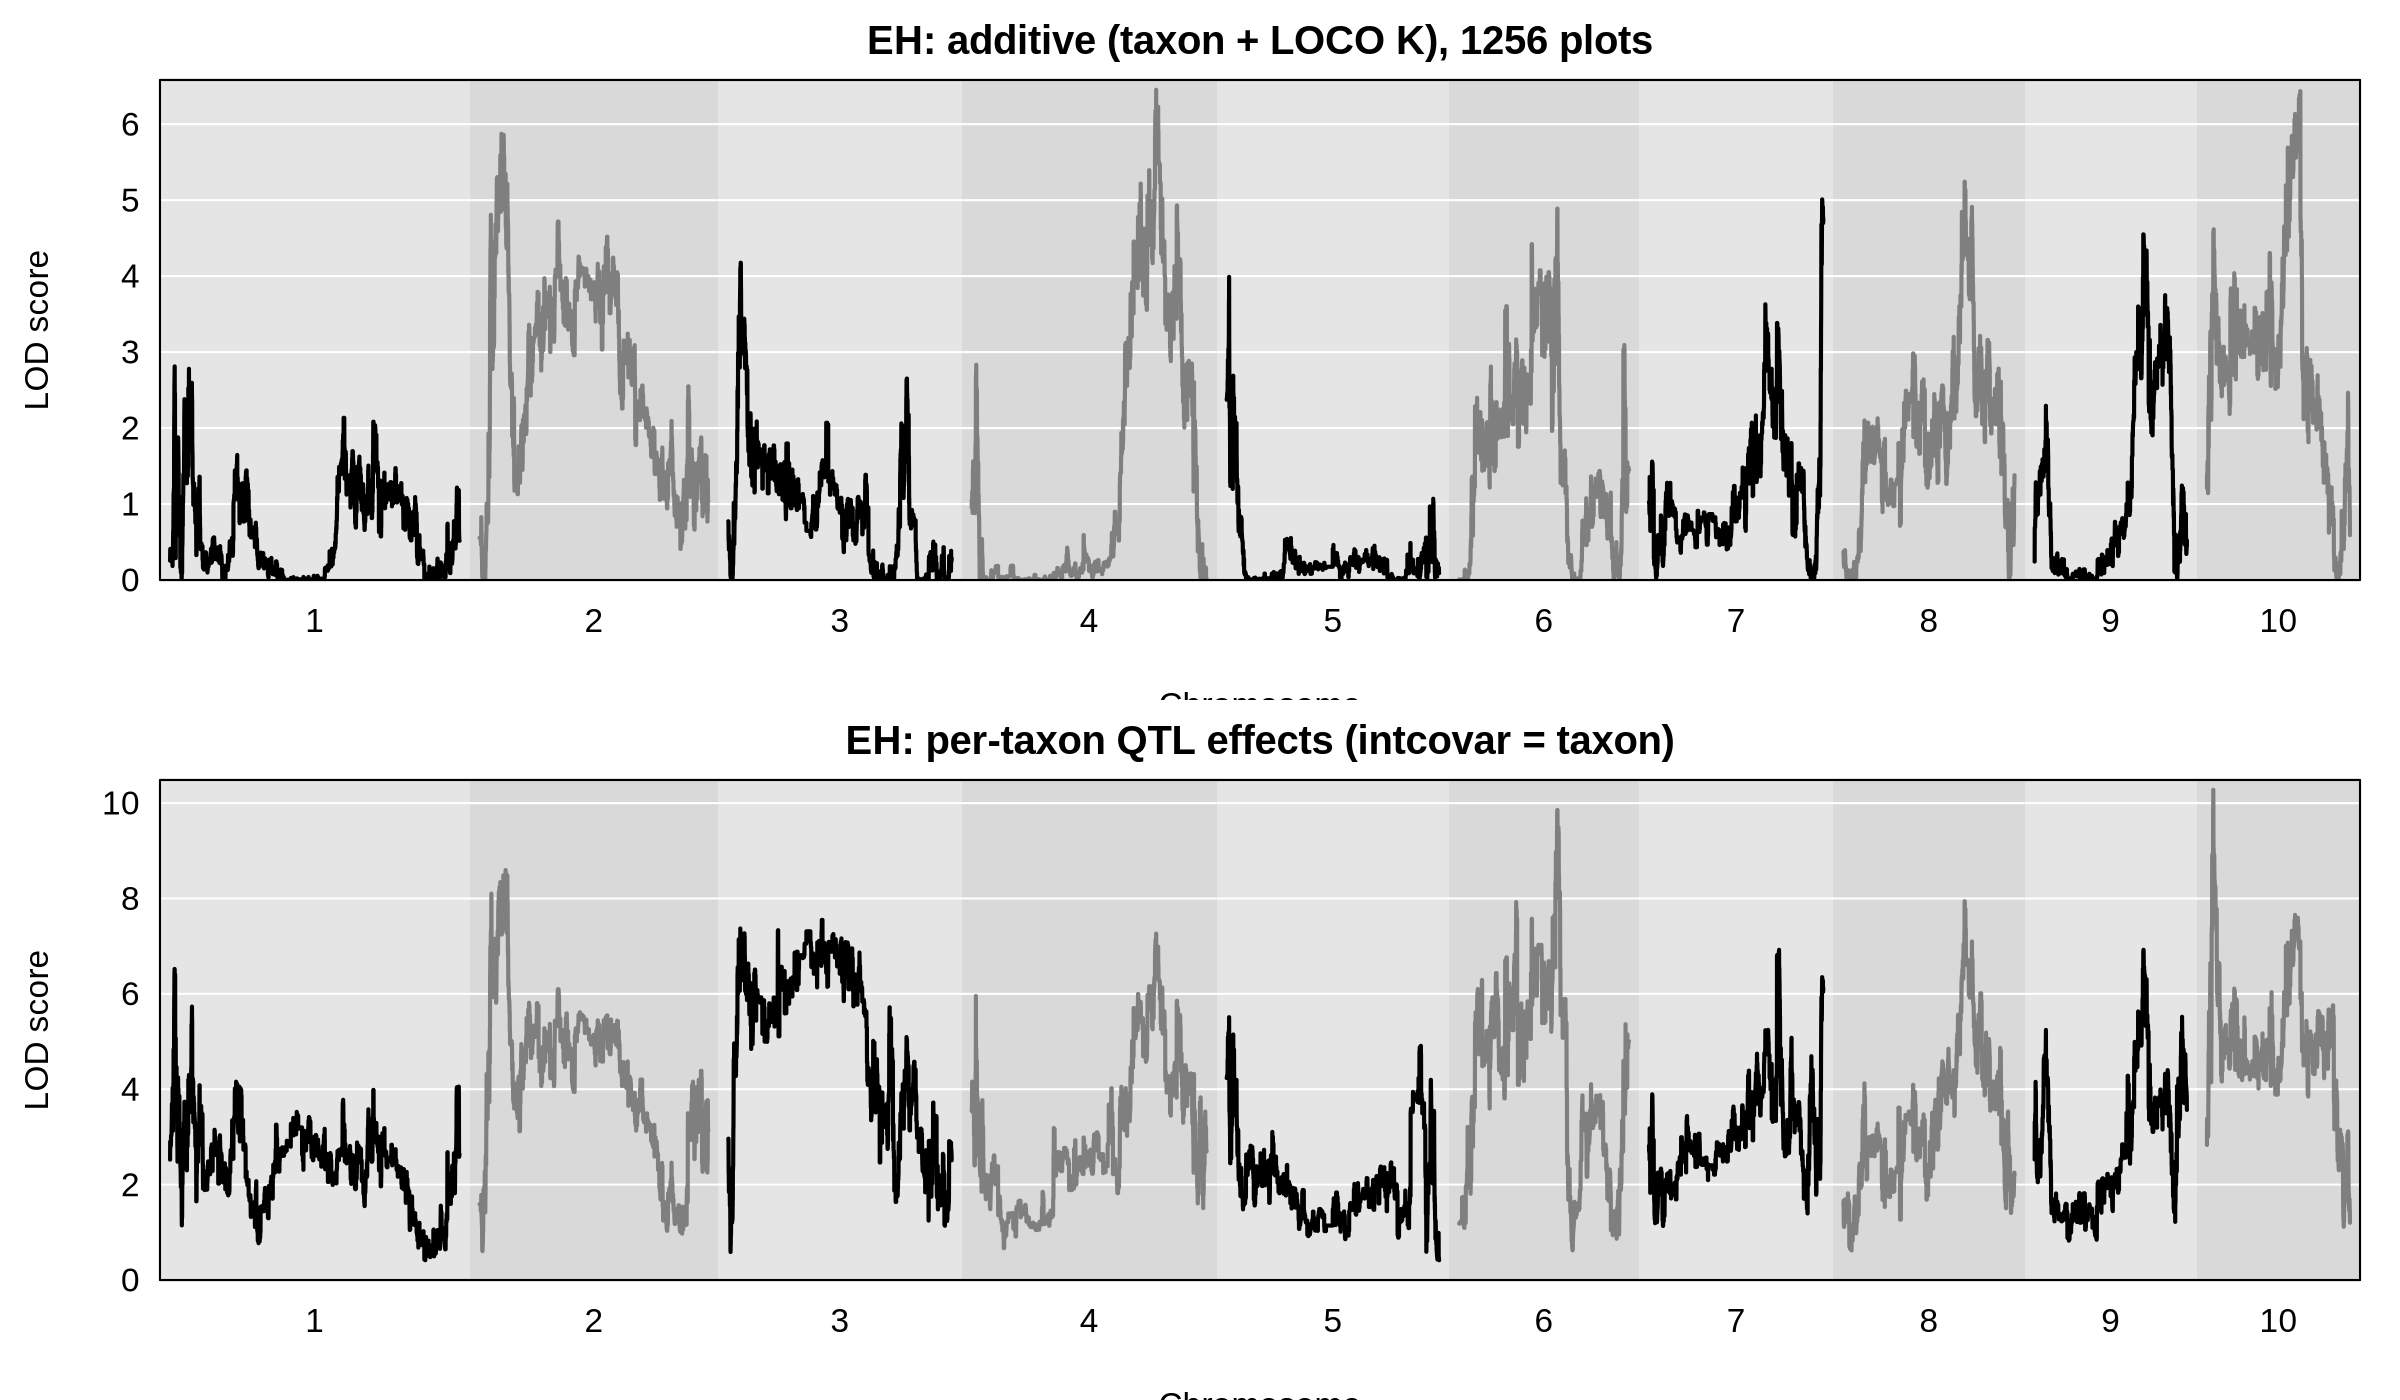 EH: additive (taxon + LOCO K), 1256 plots
LOD score
6
5
4
3
2
1
0
1 2 3 4 5 6 7 8 9 10
EH: per-taxon QTL effects (intcovar = taxon)
LOD score
10
8
6
4
2
0
1 2 3 4 5 6 7 8 9 10